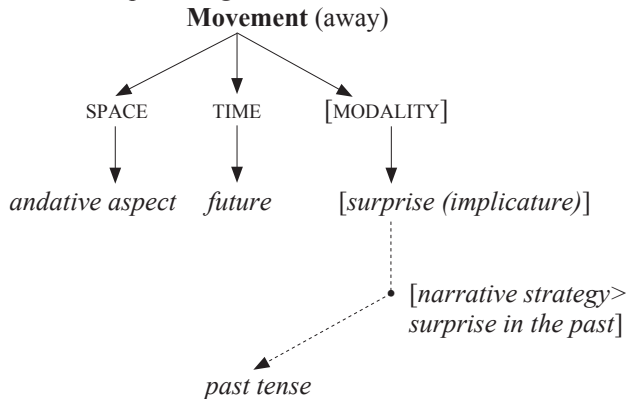 Movement (away)
SPACE TIME [MODALITY]
andative aspect future [surprise (implicature)]
[narrative strategy>
surprise in the past]
past tense